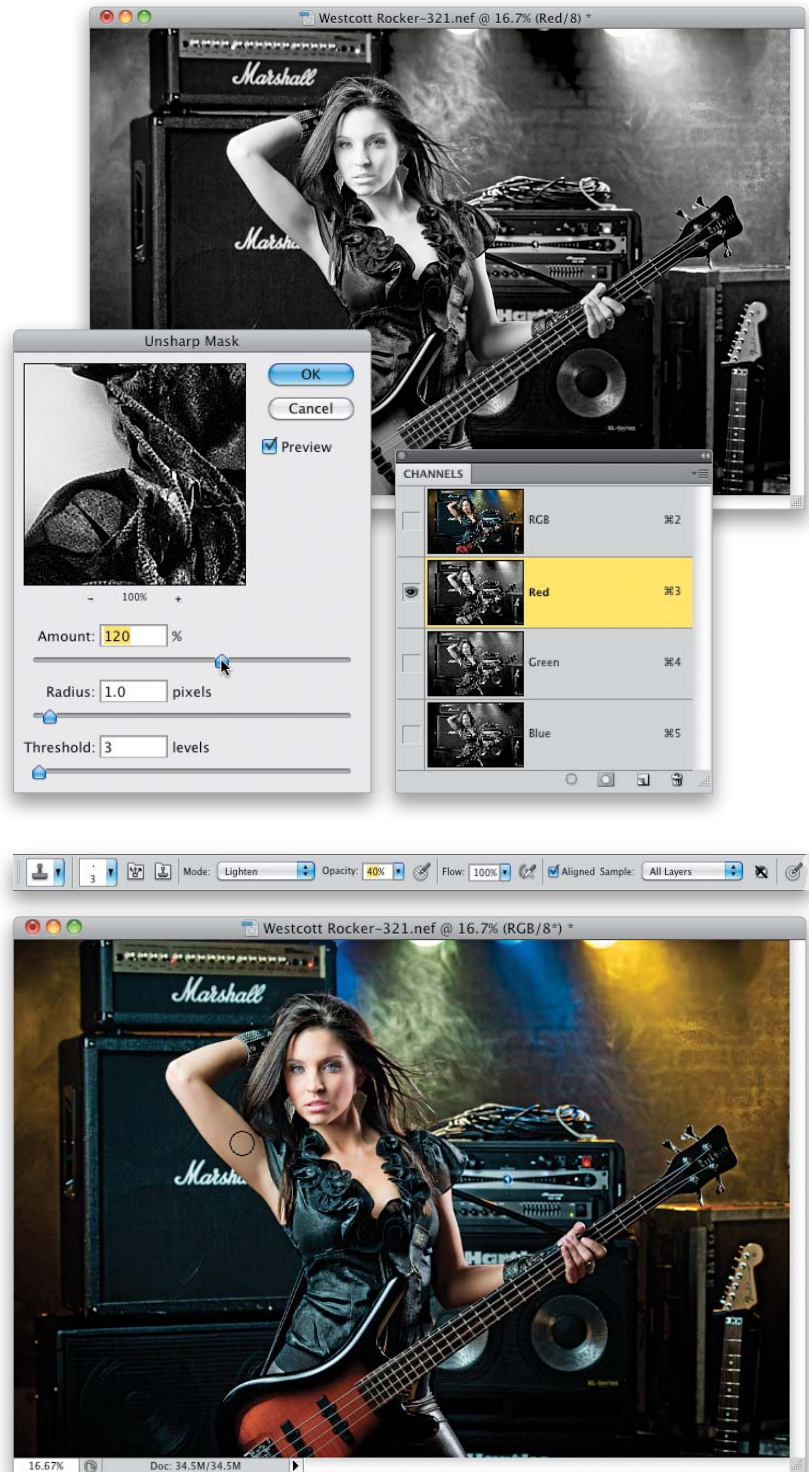 Westcott Rocker-321.nef @ 16.7% (Red/8) *
Marshall
Unsharp Mask
OK
Cancel
Preview
100%
Amount: 120 %
Radius: 1.0 pixels
Threshold: 3 levels
CHANNELS
RGB ⌘2
Red ⌘3
Green ⌘4
Blue ⌘5
3 Mode: Lighten Opacity: 40% Flow: 100% Aligned Sample: All Layers
Westcott Rocker-321.nef @ 16.7% (RGB/8*) *
Marshall
16.67% Doc: 34.5M/34.5M